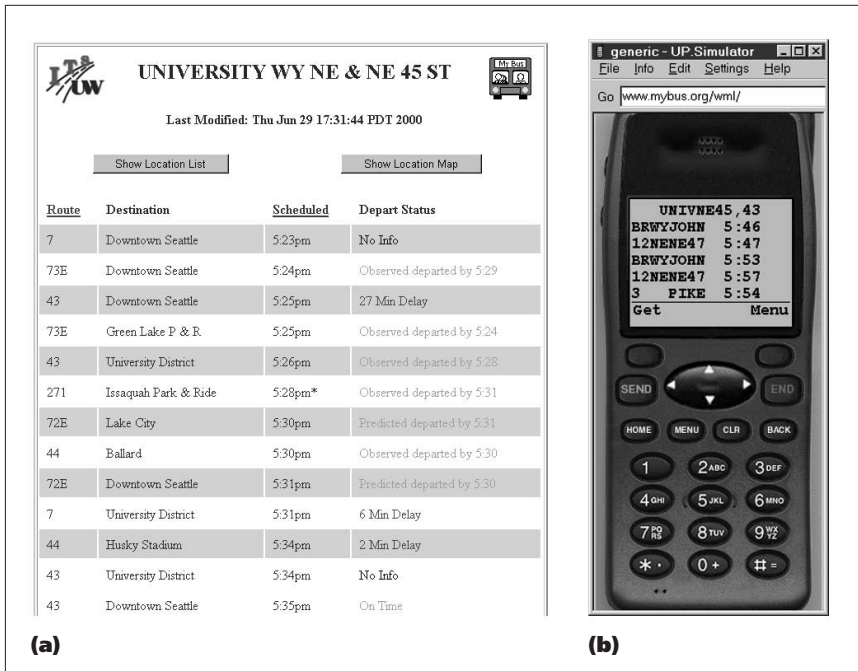 ITS
UW
UNIVERSITY WY NE & NE 45 ST
My Bus
Last Modified: Thu Jun 29 17:31:44 PDT 2000
Show Location List Show Location Map
Route Destination Scheduled Depart Status
7 Downtown Seattle 5:23pm No Info
73E Downtown Seattle 5:24pm Observed departed by 5:29
43 Downtown Seattle 5:25pm 27 Min Delay
73E Green Lake P & R 5:25pm Observed departed by 5:24
43 University District 5:26pm Observed departed by 5:28
271 Issaquah Park & Ride 5:28pm* Observed departed by 5:31
72E Lake City 5:30pm Predicted departed by 5:31
44 Ballard 5:30pm Observed departed by 5:30
72E Downtown Seattle 5:31pm Predicted departed by 5:30
7 University District 5:31pm 6 Min Delay
44 Husky Stadium 5:34pm 2 Min Delay
43 University District 5:34pm No Info
43 Downtown Seattle 5:35pm On Time
(a)
generic - UP.Simulator
File Info Edit Settings Help
Go www.mybus.org/wml/
UNIVNE45,43
BRWYJOHN 5:46
12NENE47 5:47
BRWYJOHN 5:53
12NENE47 5:57
3 PIKE 5:54
Get Menu
SEND END
HOME MENU CLR BACK
1 2ABC 3DEF
4GHI 5JKL 6MNO
7PQRS 8TUV 9WXYZ
* · 0 + # =
(b)